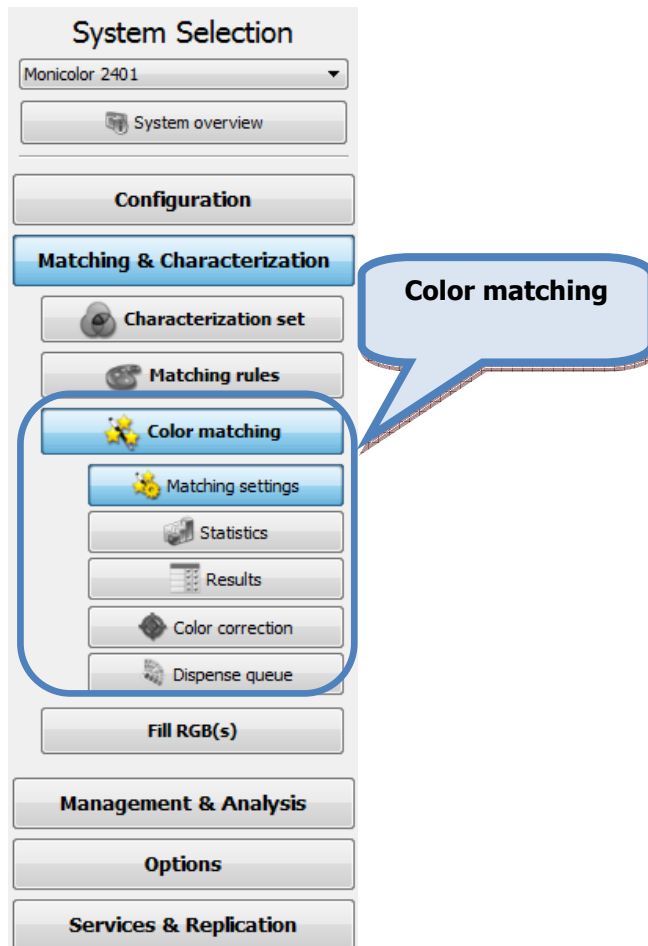 System Selection
Monicolor 2401
System overview
Configuration
Matching & Characterization
Color matching
Characterization set
Matching rules
Color matching
Matching settings
Statistics
Results
Color correction
Dispense queue
Fill RGB(s)
Management & Analysis
Options
Services & Replication